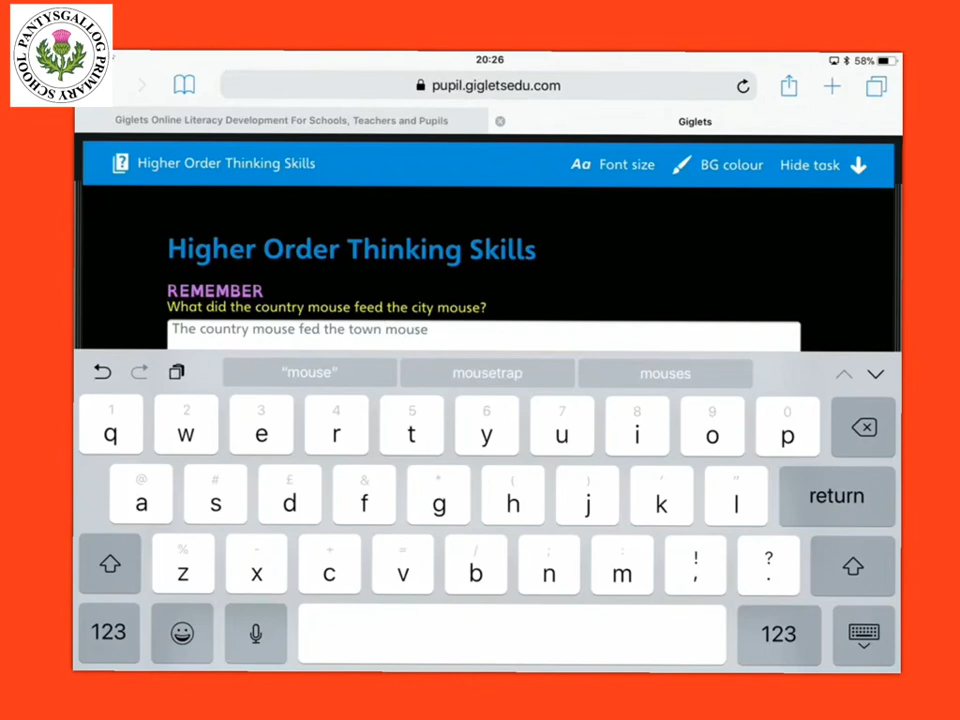 PANTYSGALLOG PRIMARY SCHOOL
20:26
58%
pupil.gigletsedu.com
Giglets Online Literacy Development For Schools, Teachers and Pupils
Giglets
Higher Order Thinking Skills
Aa Font size BG colour Hide task
Higher Order Thinking Skills
REMEMBER
What did the country mouse feed the city mouse?
The country mouse fed the town mouse
"mouse" mousetrap mouses
1 2 3 4 5 6 7 8 9 0
q w e r t y u i o p
@ # £ & * ( ) ' "
a s d f g h j k l return
% - + = / ; : ! ?
z x c v b n m , .
123 123